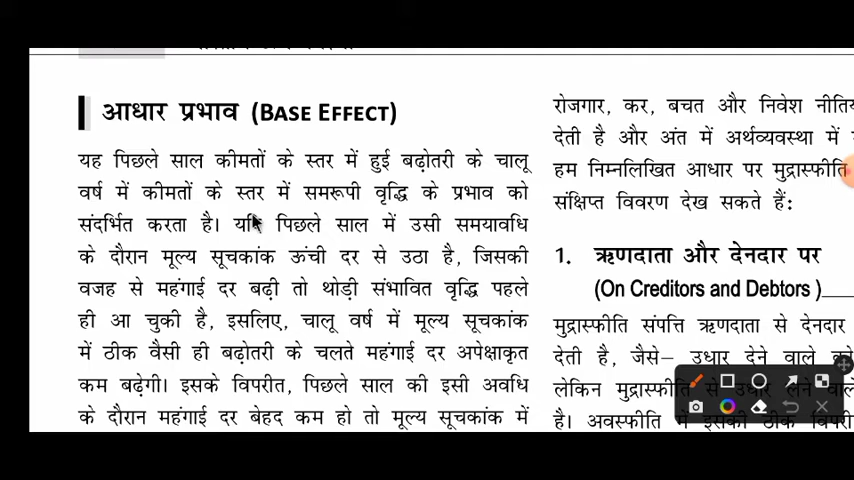 आधार प्रभाव (BASE EFFECT)
यह पिछले साल कीमतों के स्तर में हुई बढ़ोतरी के चालू
वर्ष में कीमतों के स्तर में समरूपी वृद्धि के प्रभाव को
संदर्भित करता है। यदि पिछले साल में उसी समयावधि
के दौरान मूल्य सूचकांक ऊंची दर से उठा है, जिसकी
वजह से महंगाई दर बढ़ी तो थोड़ी संभावित वृद्धि पहले
ही आ चुकी है, इसलिए, चालू वर्ष में मूल्य सूचकांक
में ठीक वैसी ही बढ़ोतरी के चलते महंगाई दर अपेक्षाकृत
कम बढ़ेगी। इसके विपरीत, पिछले साल की इसी अवधि
के दौरान महंगाई दर बेहद कम हो तो मूल्य सूचकांक में
रोजगार, कर, बचत और निवेश
देती है और अंत में अर्थव्यवस्था में
हम निम्नलिखित आधार पर मुद्रास्फीति
संक्षिप्त विवरण देख सकते हैं:
1. ऋणदाता और देनदार पर
(On Creditors and Debtors )
मुद्रास्फीति संपत्ति ऋणदाता से देनदार
देती है, जैसे– उधार देने वाले को
लेकिन मुद्रास्फीति से उधार लेने वाले
है। अवस्फीति में इसकी ठीक विपरी